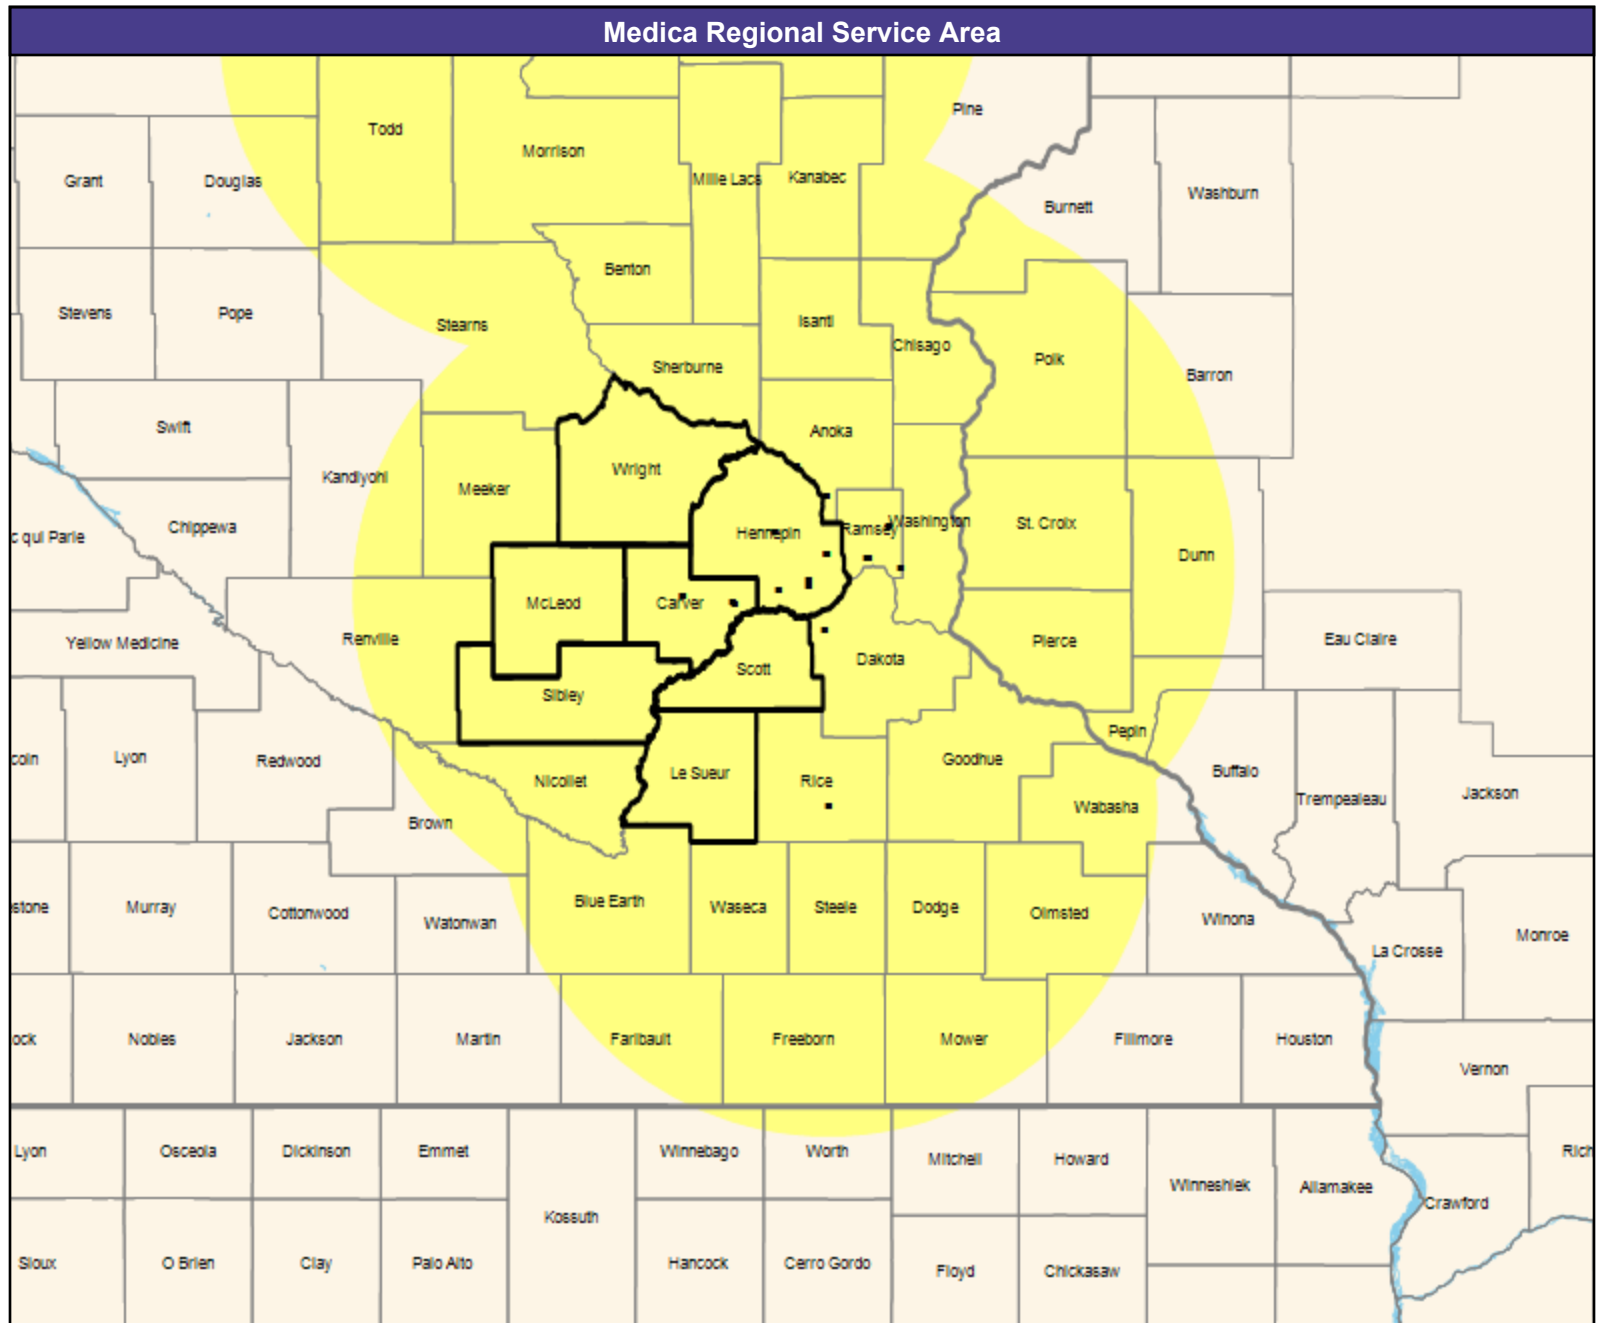 Medica Regional Service Area
Pine
Todd
Morrison
Grant
Douglas
Mille Lacs
Kanabec
Washburn
Burnett
Benton
Stevens
Pope
Stearns
Isanti
Chisago
Polk
Barron
Sherburne
Swift
Anoka
Kandiyohi
Wright
Meeker
Chippewa
c qui Parle
Hennepin
Ramsey
Washington
St. Croix
Dunn
McLeod
Carver
Yellow Medicine
Renville
Pierce
Eau Claire
Scott
Dakota
Sibley
Pepin
coln
Lyon
Redwood
Nicollet
Le Sueur
Rice
Goodhue
Buffalo
Trempealeau
Jackson
Brown
Wabasha
stone
Murray
Cottonwood
Watonwan
Blue Earth
Waseca
Steele
Dodge
Olmsted
Winona
La Crosse
Monroe
ock
Nobles
Jackson
Martin
Faribault
Freeborn
Mower
Fillmore
Houston
Vernon
Lyon
Osceola
Dickinson
Emmet
Winnebago
Worth
Mitchell
Howard
Winneshiek
Allamakee
Crawford
Rich
Kossuth
Sioux
O Brien
Clay
Palo Alto
Hancock
Cerro Gordo
Floyd
Chickasaw